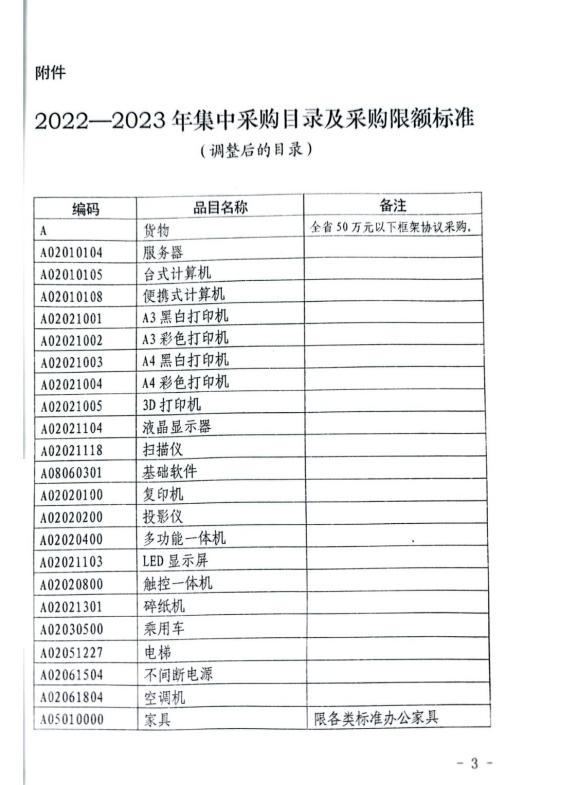 附件
2022—2023 年集中采购目录及采购限额标准
（调整后的目录）
编码 品目名称 备注
A 货物 全省 50 万元以下框架协议采购。
A02010104 服务器
A02010105 台式计算机
A02010108 便携式计算机
A02021001 A3 黑白打印机
A02021002 A3 彩色打印机
A02021003 A4 黑白打印机
A02021004 A4 彩色打印机
A02021005 3D 打印机
A02021104 液晶显示器
A02021118 扫描仪
A08060301 基础软件
A02020100 复印机
A02020200 投影仪
A02020400 多功能一体机
A02021103 LED 显示屏
A02020800 触控一体机
A02021301 碎纸机
A02030500 乘用车
A02051227 电梯
A02061504 不间断电源
A02061804 空调机
A05010000 家具 限各类标准办公家具
- 3 -